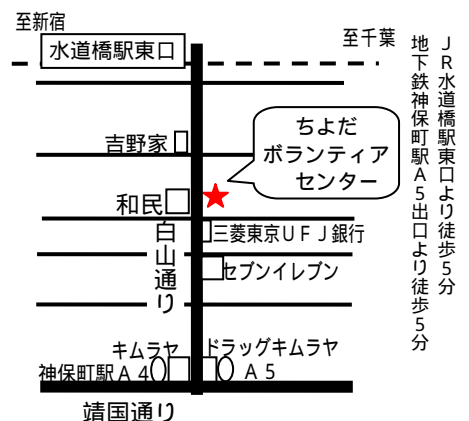 至新宿
水道橋駅東口
至千葉
吉野家
ちよだ
ボランティア
センター
和民
三菱東京UFJ銀行
白山通り
セブンイレブン
キムラヤ
ドラッグキムラヤ
神保町駅A4
A5
靖国通り
JR水道橋駅東口より徒歩5分
地下鉄神保町駅A5出口より徒歩5分